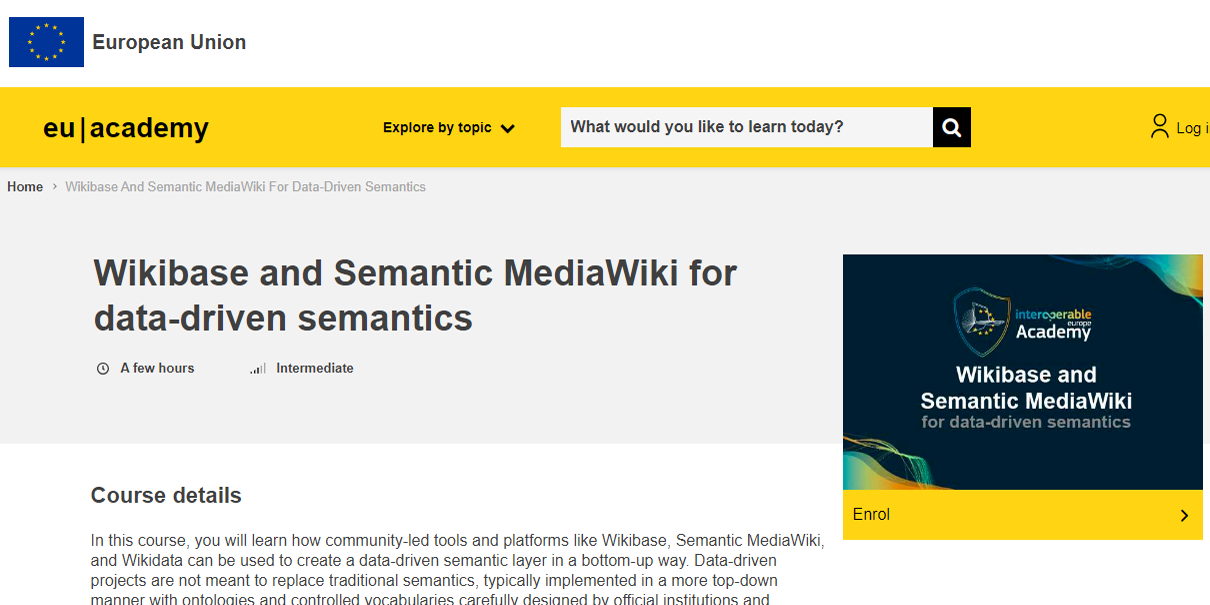 European Union
eu|academy
Explore by topic
What would you like to learn today?
Log i
Home › Wikibase And Semantic MediaWiki For Data-Driven Semantics
Wikibase and Semantic MediaWiki for
data-driven semantics
A few hours
Intermediate
interoperable
europe
Academy
Wikibase and
Semantic MediaWiki
for data-driven semantics
Enrol
Course details
In this course, you will learn how community-led tools and platforms like Wikibase, Semantic MediaWiki,
and Wikidata can be used to create a data-driven semantic layer in a bottom-up way. Data-driven
projects are not meant to replace traditional semantics, typically implemented in a more top-down
manner with ontologies and controlled vocabularies carefully designed by official institutions and